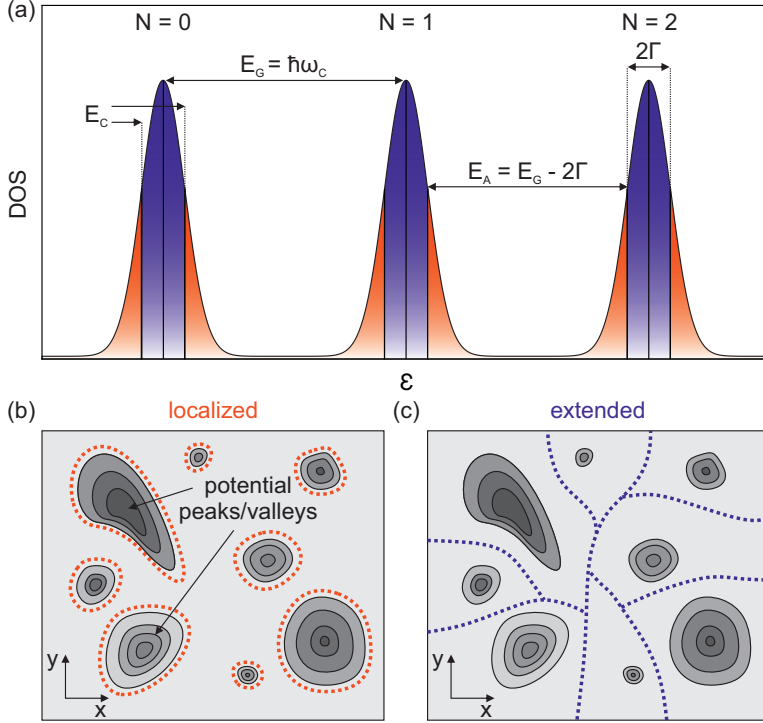 (a)
N = 0
N = 1
N = 2
E_G = ħω_C
2Γ
E_C
E_A = E_G - 2Γ
DOS
ε
(b)
localized
(c)
extended
potential
peaks/valleys
y
x
y
x